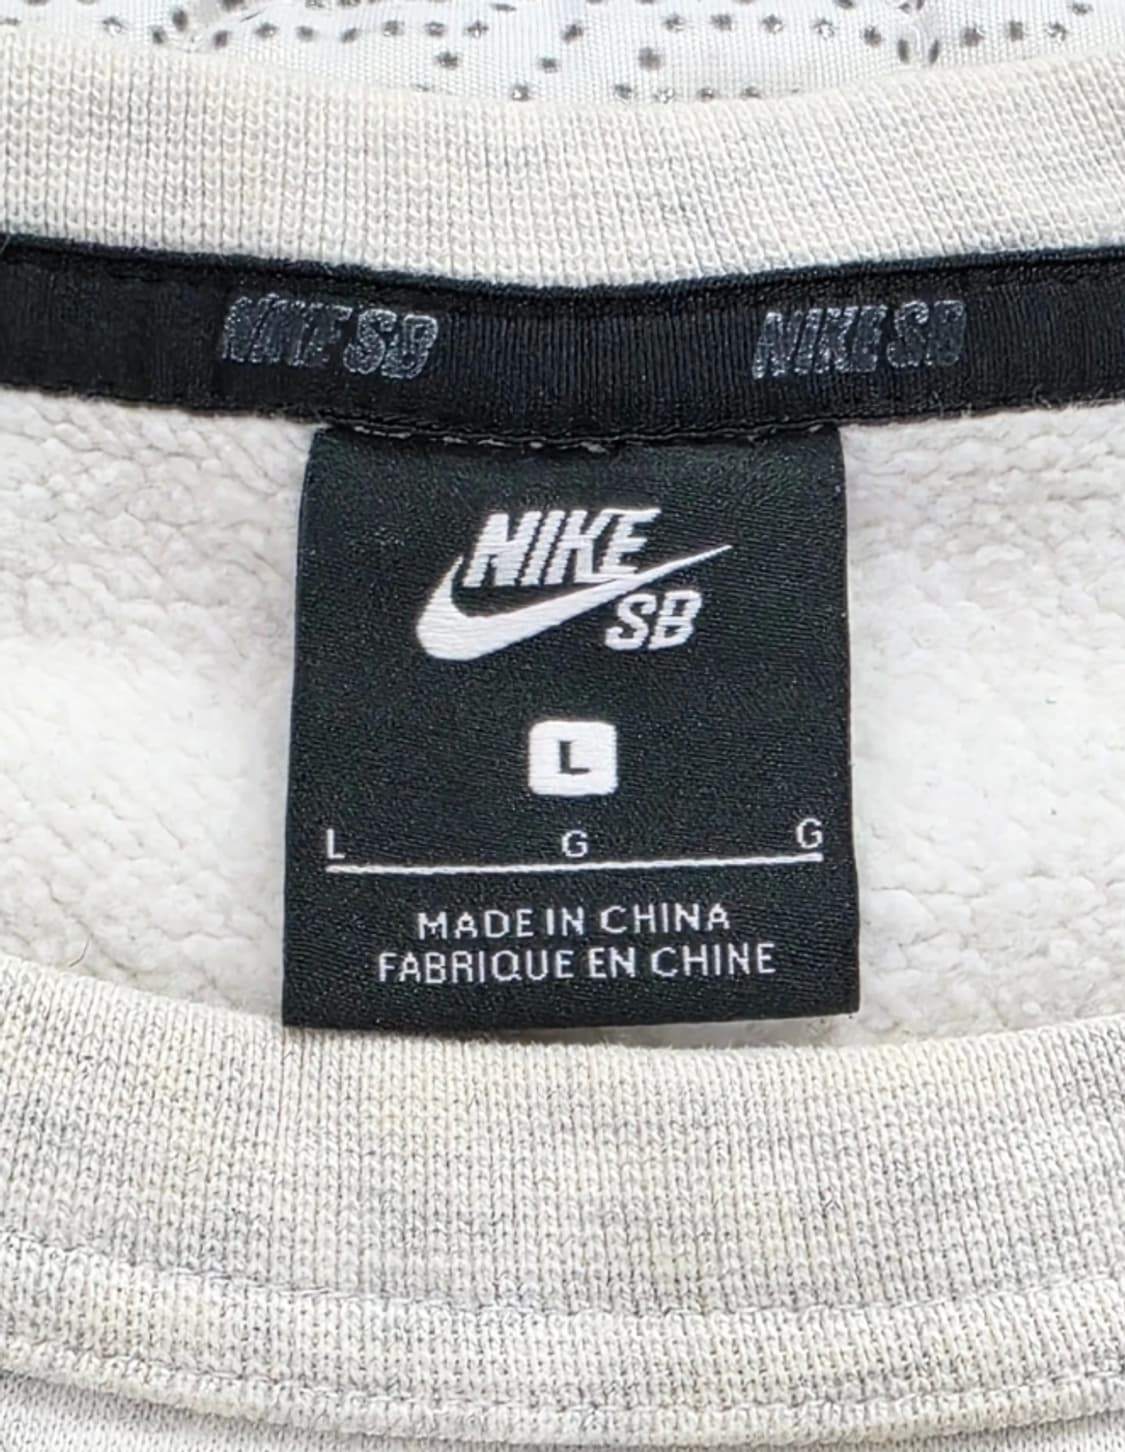 NIKE SB NIKE SB
NIKE
SB
L
L G G
MADE IN CHINA
FABRIQUE EN CHINE